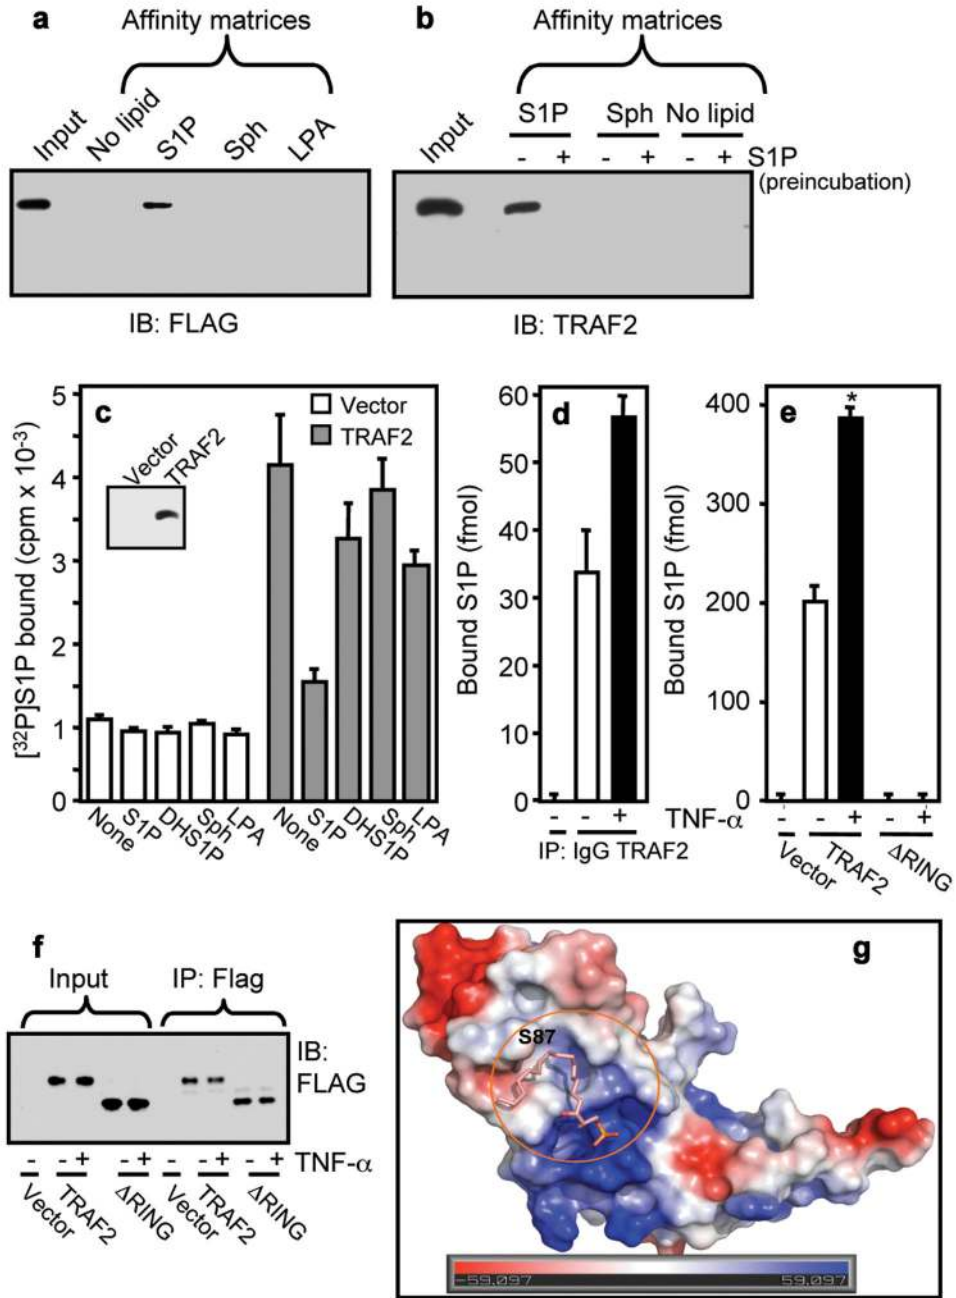 a
Affinity matrices
Input
No lipid
S1P
Sph
LPA
IB: FLAG
b
Affinity matrices
Input
S1P Sph No lipid
- + - + - + S1P
(preincubation)
IB: TRAF2
c
[32P]S1P bound (cpm x 10-3)
5
4
3
2
1
0
Vector
TRAF2
Vector
TRAF2
None
S1P
DHS1P
Sph
LPA
None
S1P
DHS1P
Sph
LPA
d
Bound S1P (fmol)
60
50
40
30
20
10
0
- - +
IP: IgG TRAF2
e
Bound S1P (fmol)
400
200
100
0
*
TNF-α
- - + - +
Vector
TRAF2
ΔRING
f
Input
IP: Flag
IB:
FLAG
- - + - + - - + - + TNF-α
Vector
TRAF2
ΔRING
Vector
TRAF2
ΔRING
g
S87
-59.097
59.097